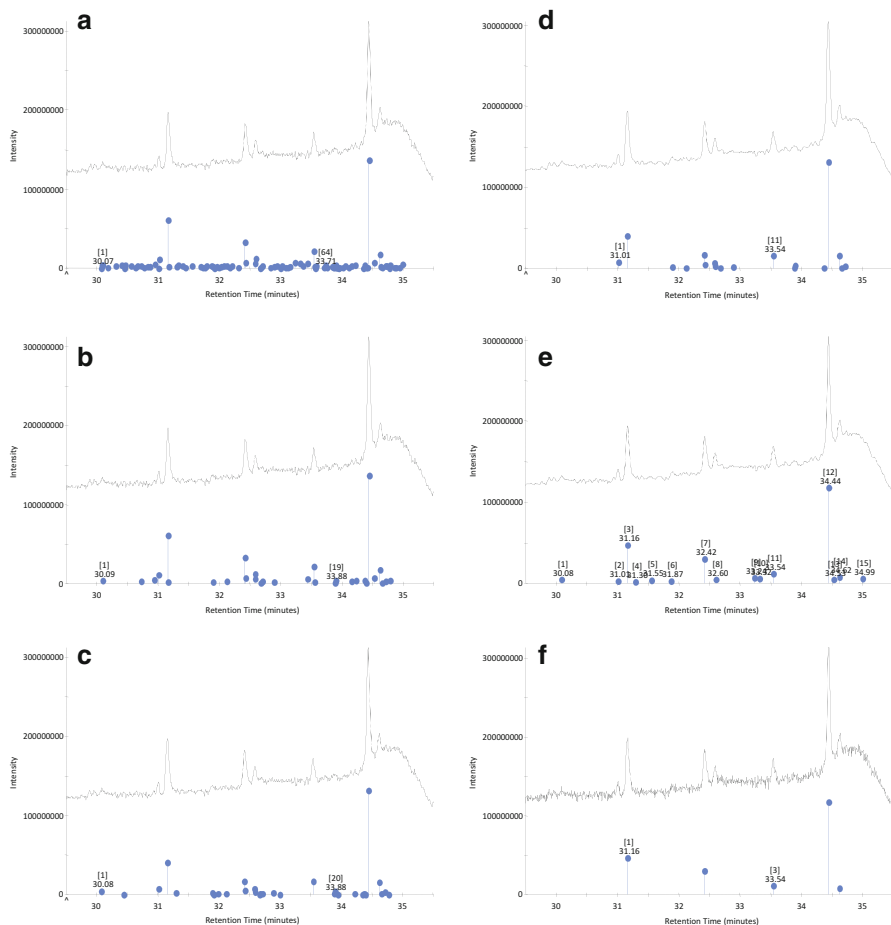 a
300000000
200000000
100000000
0
Intensity
[1]
30.07
[64]
33.71
30 31 32 33 34 35
Retention Time (minutes)
b
300000000
200000000
100000000
0
Intensity
[1]
30.09
[19]
33.88
30 31 32 33 34 35
Retention Time (minutes)
c
300000000
200000000
100000000
0
Intensity
[1]
30.08
[20]
33.88
30 31 32 33 34 35
Retention Time (minutes)
d
300000000
200000000
100000000
0
Intensity
[1]
31.01
[11]
33.54
30 31 32 33 34 35
Retention Time (minutes)
e
300000000
200000000
100000000
0
Intensity
[1]
30.08
[2]
31.01
[3]
31.16
[4]
[5]
31.55
[6]
31.87
[7]
32.42
[8]
32.60
[11]
33.54
[12]
34.44
[14]
[15]
34.99
30 31 32 33 34 35
Retention Time (minutes)
f
300000000
200000000
100000000
0
Intensity
[1]
31.16
[3]
33.54
30 31 32 33 34 35
Retention Time (minutes)